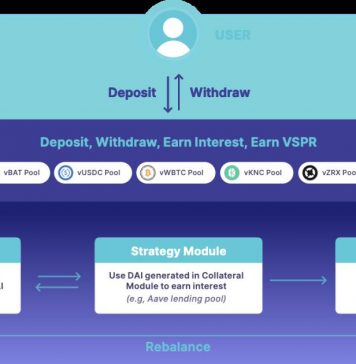 USER
Deposit Withdraw
Deposit, Withdraw, Earn Interest, Earn VSPR
vBAT Pool vUSDC Pool vWBTC Pool vKNC Pool vZRX Poo
Strategy Module
Use DAI generated in Collateral
Module to earn interest
(e.g, Aave lending pool)
Rebalance